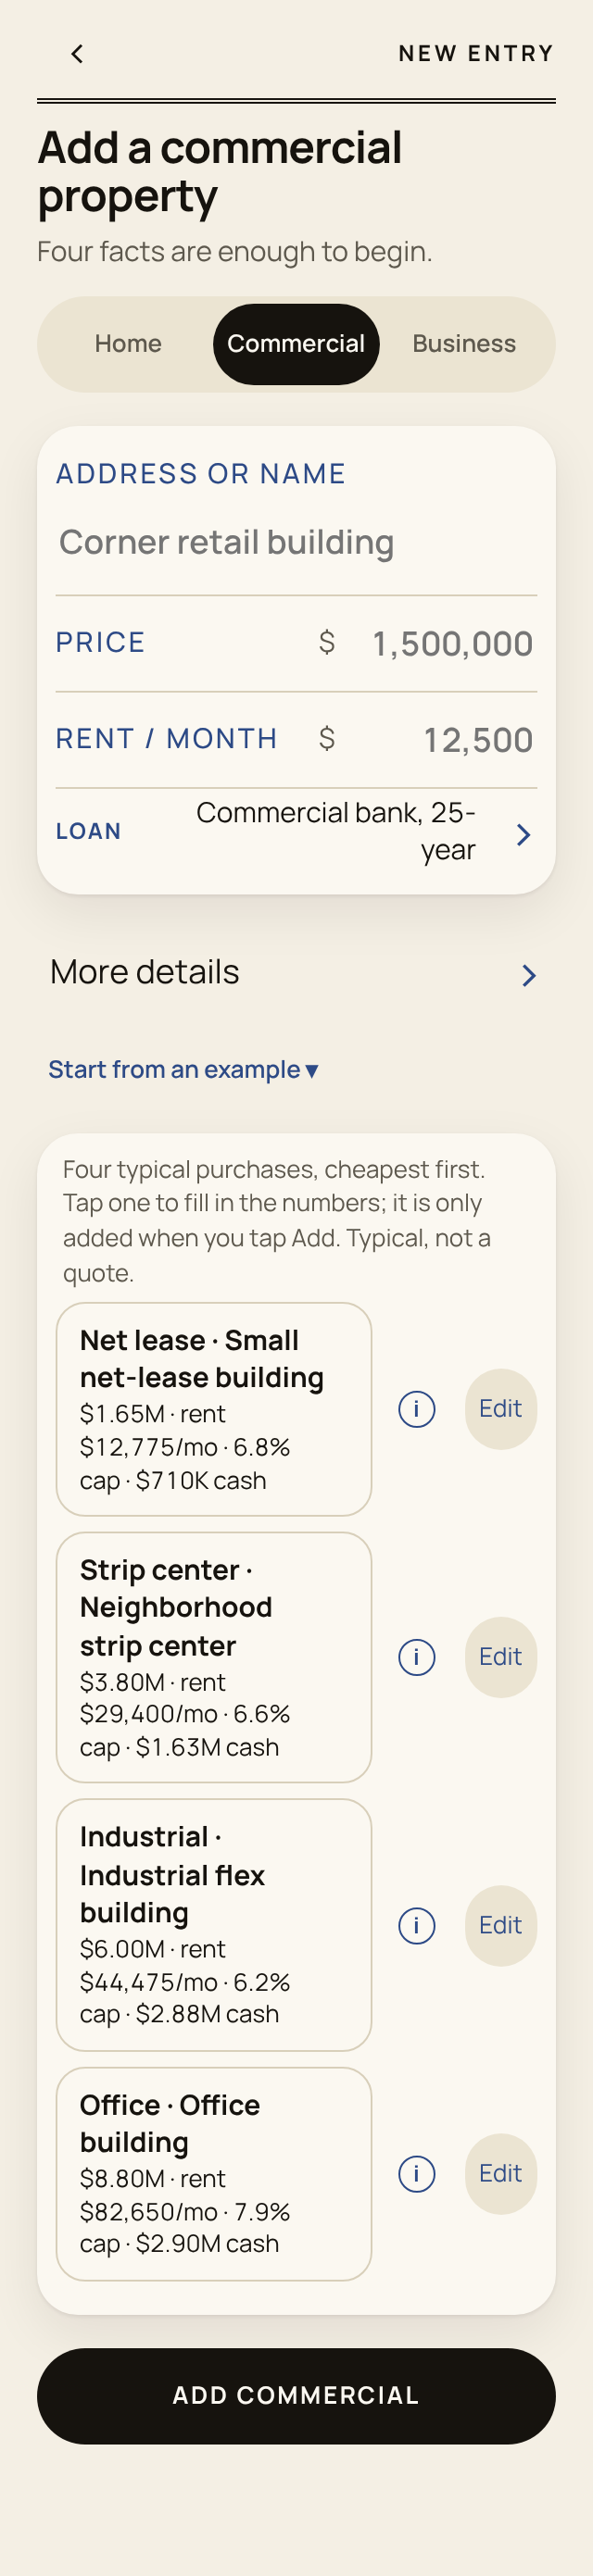 NEW ENTRY
Add a commercial
property
Four facts are enough to begin.
Home
Commercial
Business
ADDRESS OR NAME
Corner retail building
PRICE $ 1,500,000
RENT / MONTH $ 12,500
LOAN
Commercial bank, 25-
year
More details
Start from an example ▾
Four typical purchases, cheapest first.
Tap one to fill in the numbers; it is only
added when you tap Add. Typical, not a
quote.
Net lease · Small
net-lease building
$1.65M · rent
$12,775/mo · 6.8%
cap · $710K cash
i
Edit
Strip center ·
Neighborhood
strip center
$3.80M · rent
$29,400/mo · 6.6%
cap · $1.63M cash
i
Edit
Industrial ·
Industrial flex
building
$6.00M · rent
$44,475/mo · 6.2%
cap · $2.88M cash
i
Edit
Office · Office
building
$8.80M · rent
$82,650/mo · 7.9%
cap · $2.90M cash
i
Edit
ADD COMMERCIAL